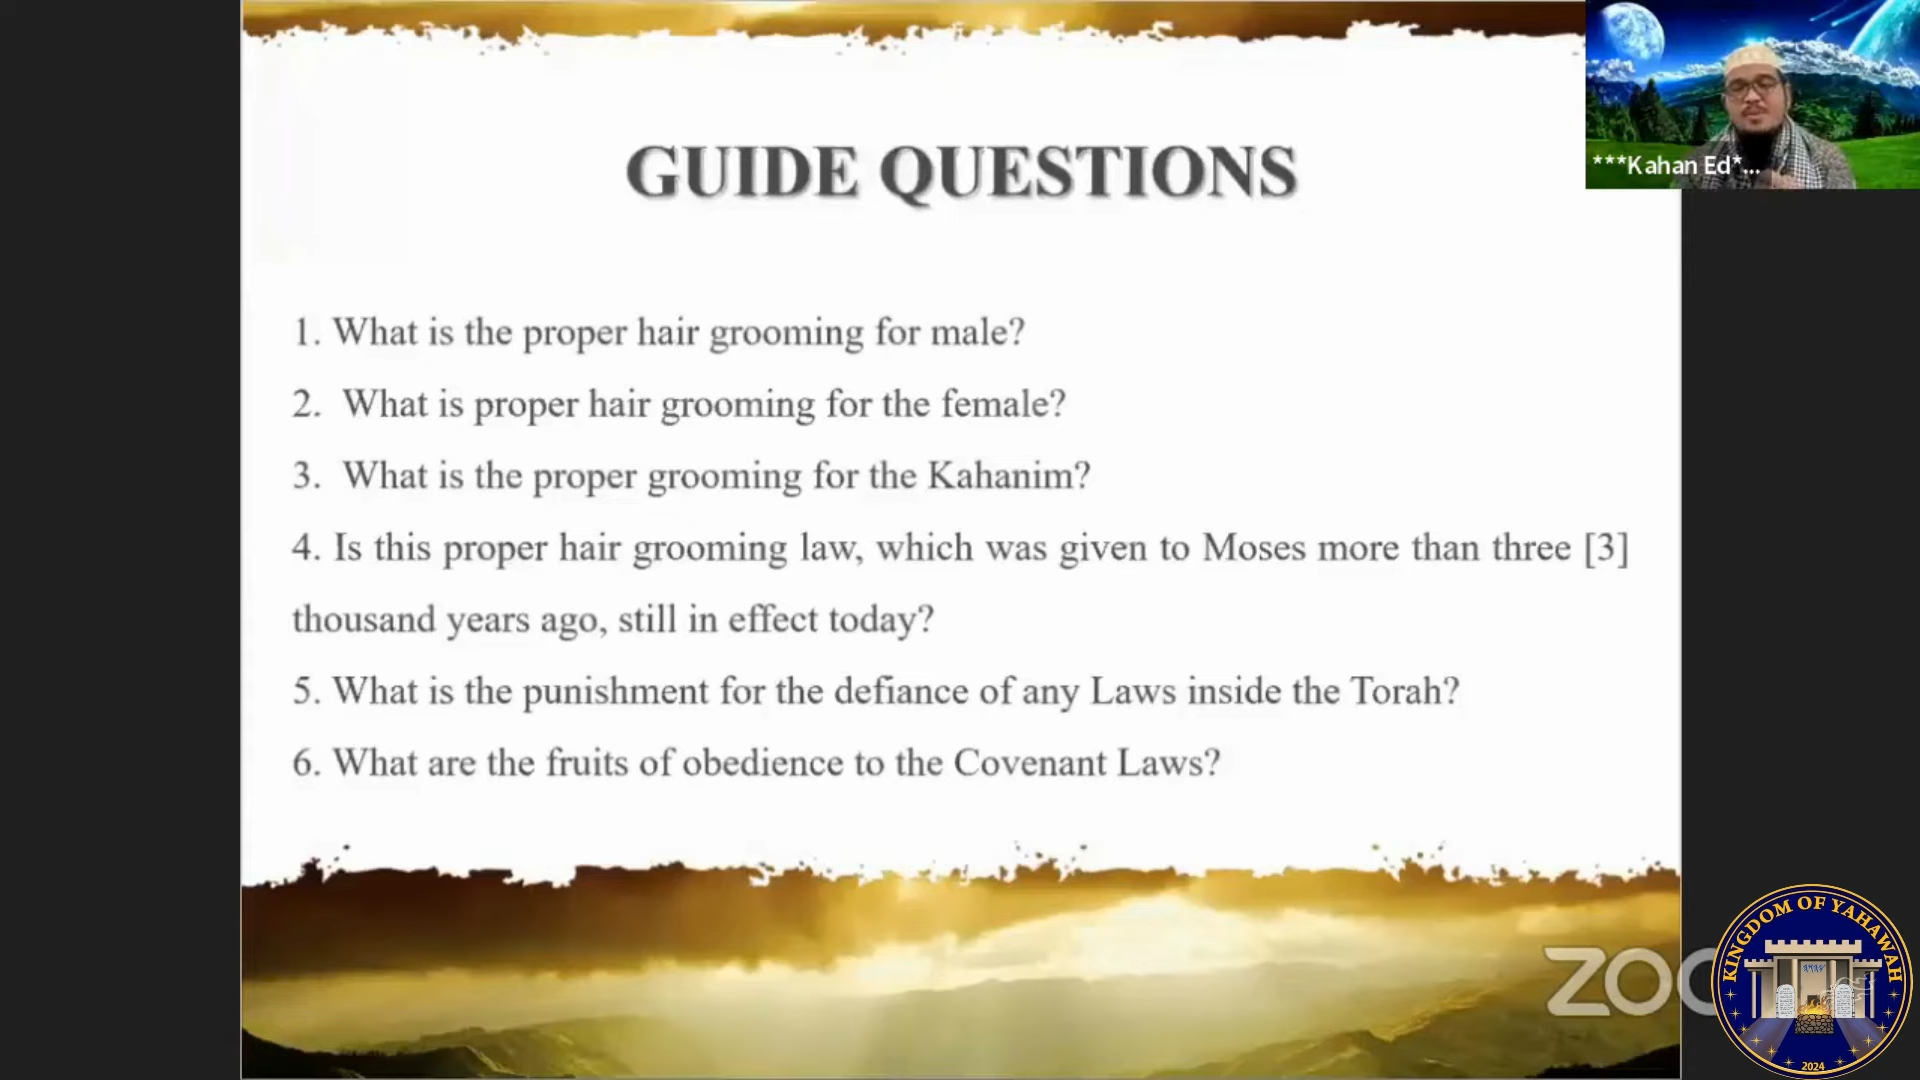 GUIDE QUESTIONS
***Kahan Ed*...
1. What is the proper hair grooming for male?
2. What is proper hair grooming for the female?
3. What is the proper grooming for the Kahanim?
4. Is this proper hair grooming law, which was given to Moses more than three [3]
thousand years ago, still in effect today?
5. What is the punishment for the defiance of any Laws inside the Torah?
6. What are the fruits of obedience to the Covenant Laws?
KINGDOM OF YAHAWAH
2024